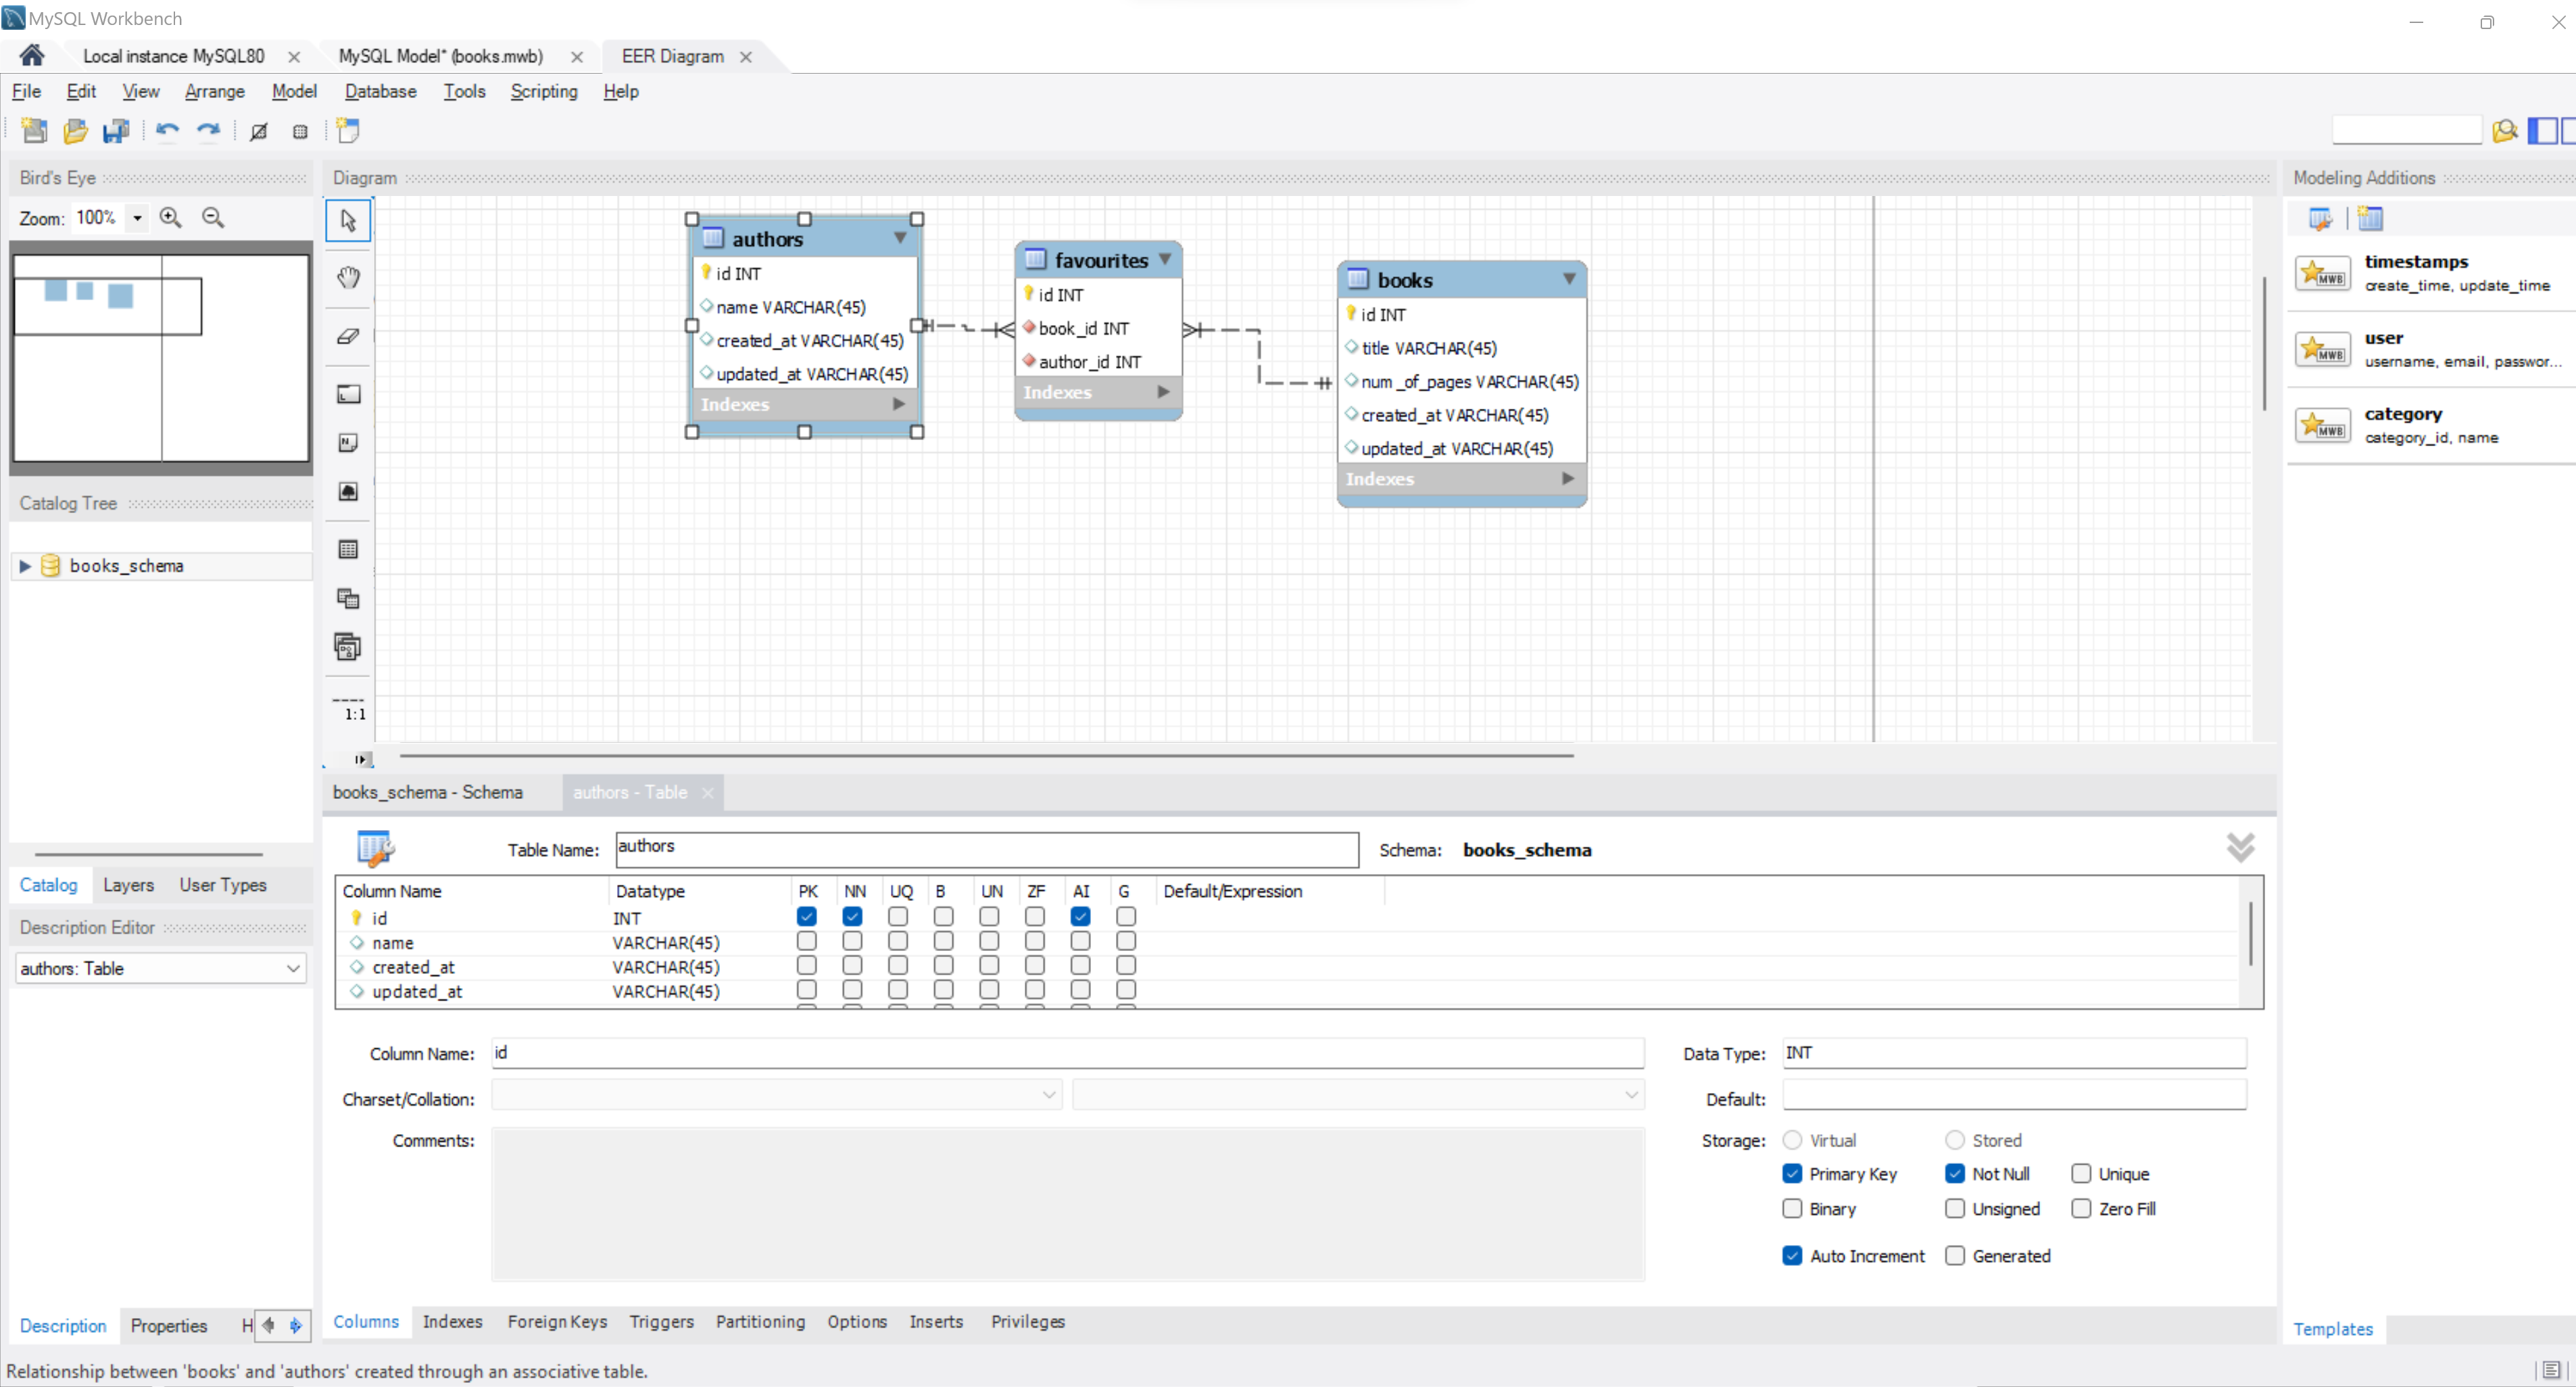 MySQL Workbench
Local instance MySQL80
MySQL Model* (books.mwb)
EER Diagram
File Edit View Arrange Model Database Tools Scripting Help
Bird's Eye
Zoom: 100%
Diagram
Modeling Additions
authors
id INT
name VARCHAR(45)
created_at VARCHAR(45)
updated_at VARCHAR(45)
Indexes
favourites
id INT
book_id INT
author_id INT
Indexes
books
id INT
title VARCHAR(45)
num _of_pages VARCHAR(45)
created_at VARCHAR(45)
updated_at VARCHAR(45)
Indexes
MWB
timestamps
create_time, update_time
MWB
user
username, email, passwor...
MWB
category
category_id, name
Catalog Tree
books_schema
1:1
Catalog Layers User Types
Description Editor
authors: Table
Description Properties H
books_schema - Schema
authors - Table
Table Name: authors
Schema: books_schema
Column Name Datatype PK NN UQ B UN ZF AI G Default/Expression
id INT
name VARCHAR(45)
created_at VARCHAR(45)
updated_at VARCHAR(45)
Column Name: id
Data Type: INT
Charset/Collation:
Default:
Comments:
Storage: Virtual Stored
Primary Key Not Null Unique
Binary Unsigned Zero Fill
Auto Increment Generated
Columns Indexes Foreign Keys Triggers Partitioning Options Inserts Privileges
Templates
Relationship between 'books' and 'authors' created through an associative table.